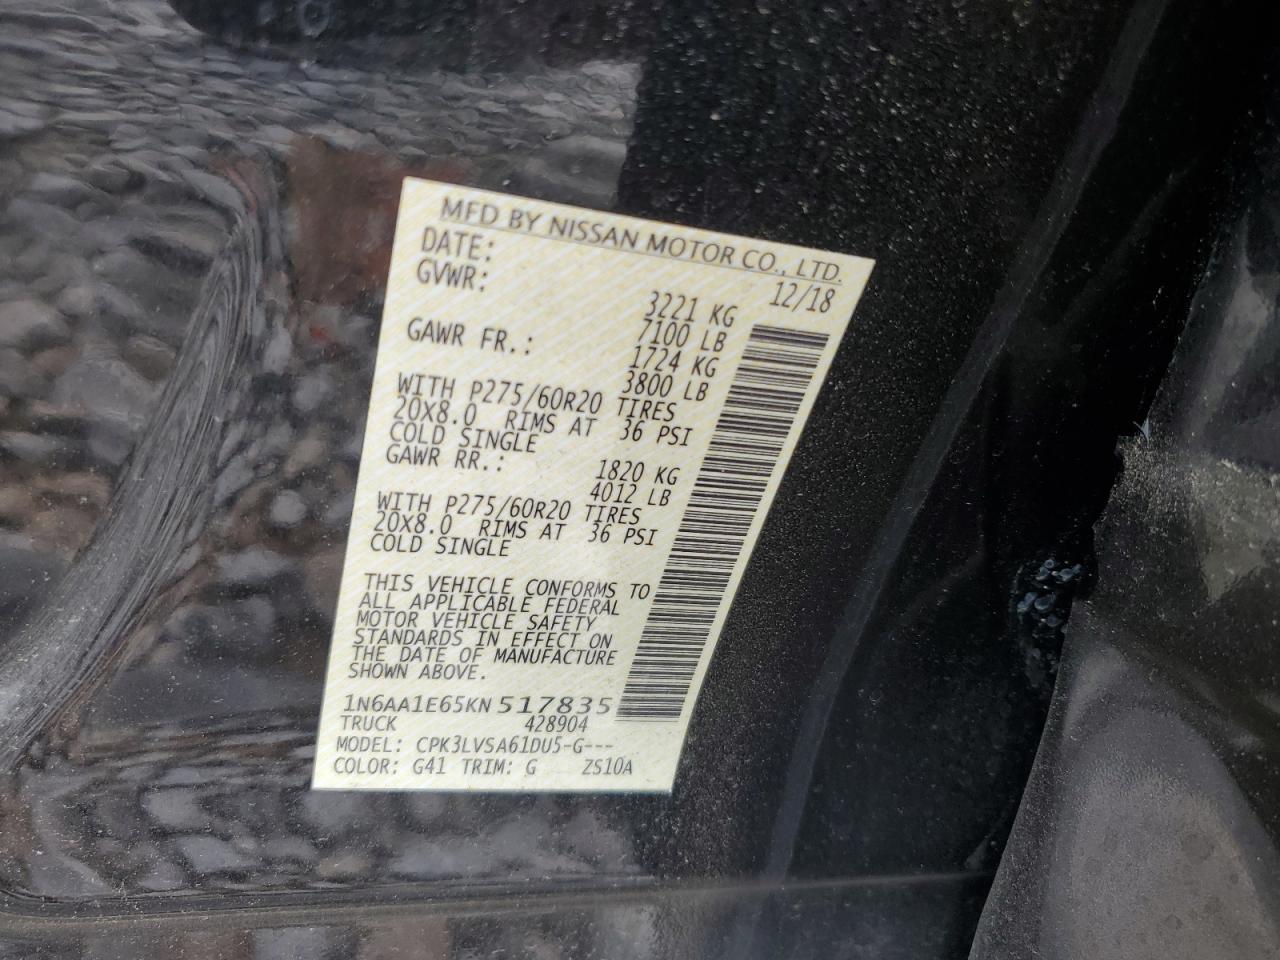 MFD BY NISSAN MOTOR CO., LTD.
DATE: 12/18
GVWR: 3221 KG
7100 LB
GAWR FR.: 1724 KG
3800 LB
WITH P275/60R20 TIRES
20X8.0 RIMS AT 36 PSI
COLD SINGLE
GAWR RR.: 1820 KG
4012 LB
WITH P275/60R20 TIRES
20X8.0 RIMS AT 36 PSI
COLD SINGLE
THIS VEHICLE CONFORMS TO
ALL APPLICABLE FEDERAL
MOTOR VEHICLE SAFETY
STANDARDS IN EFFECT ON
THE DATE OF MANUFACTURE
SHOWN ABOVE.
1N6AA1E65KN517835
TRUCK 428904
MODEL: CPK3LVSA61DU5-G---
COLOR: G41 TRIM: G ZS10A